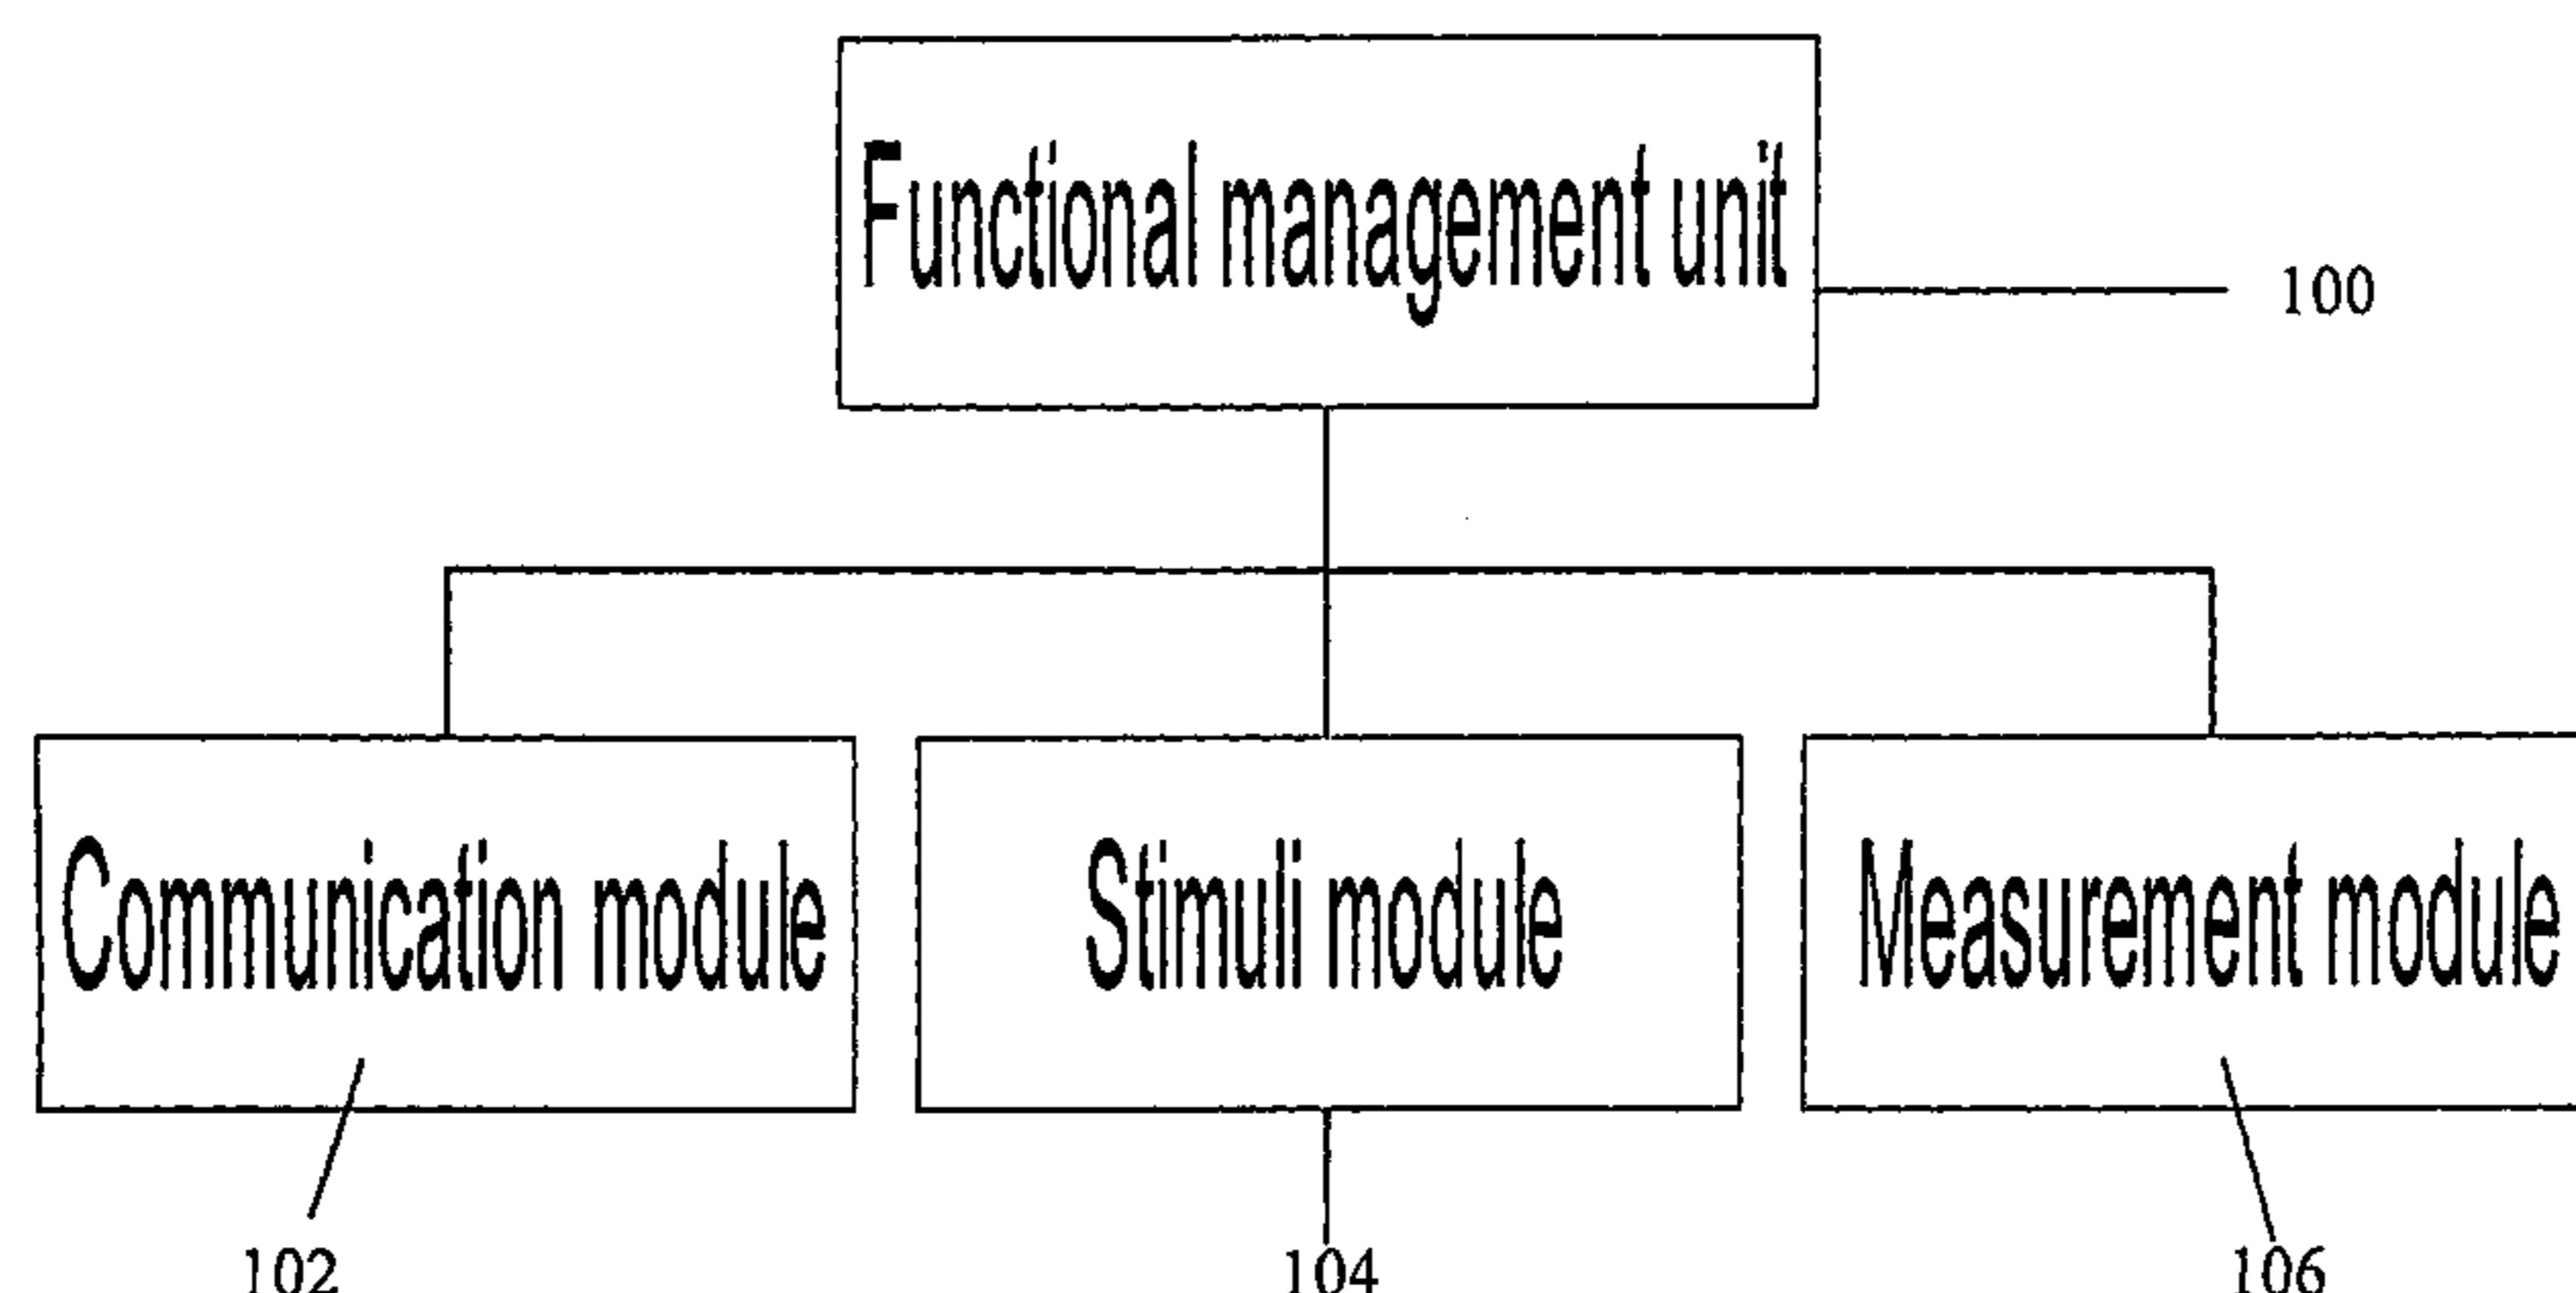 Functional management unit
100
Communication module
Stimuli module
Measurement module
102
104
106